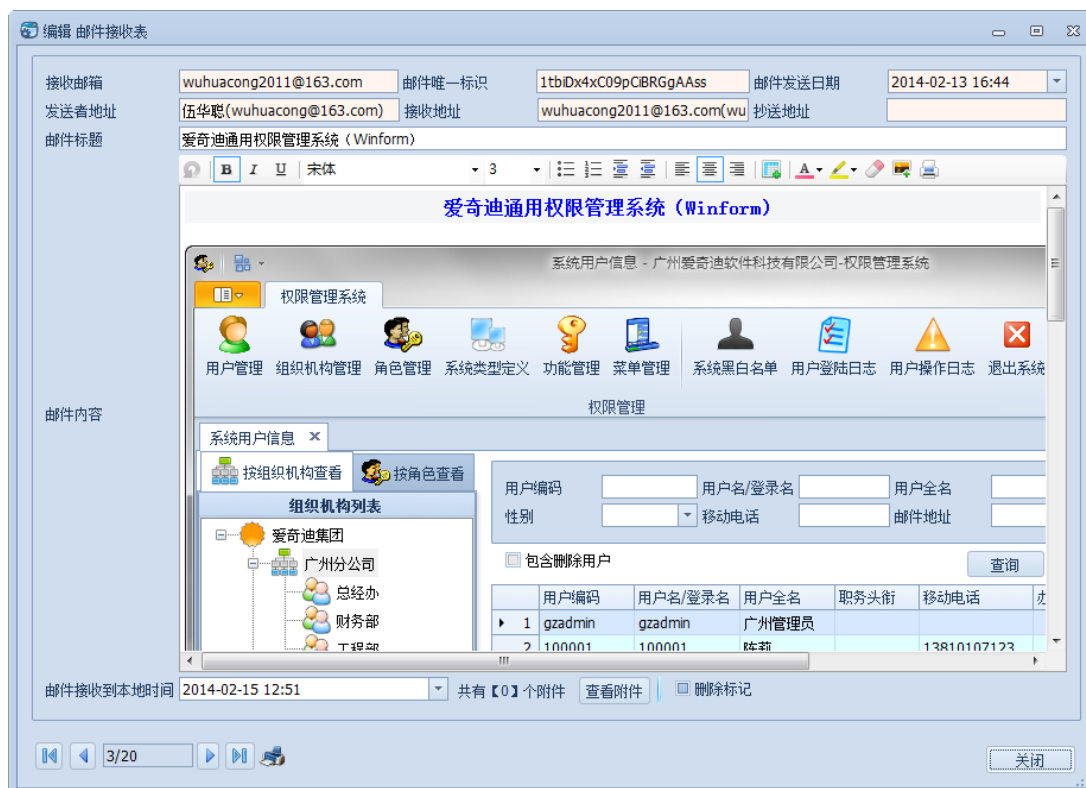 编辑 邮件接收表
接收邮箱 wuhuacong2011@163.com 邮件唯一标识 1tbiDx4xC09pCiBRGgAAss 邮件发送日期 2014-02-13 16:44
发送者地址 伍华聪(wuhuacong@163.com) 接收地址 wuhuacong2011@163.com(wu 抄送地址
邮件标题 爱奇迪通用权限管理系统（Winform）
B I U 宋体 3 A
爱奇迪通用权限管理系统（Winform）
系统用户信息 - 广州爱奇迪软件科技有限公司-权限管理系统
权限管理系统
用户管理 组织机构管理 角色管理 系统类型定义 功能管理 菜单管理 系统黑白名单 用户登陆日志 用户操作日志 退出系统
权限管理
邮件内容
系统用户信息
按组织机构查看 按角色查看
用户编码 用户名/登录名 用户全名
组织机构列表
性别 移动电话 邮件地址
爱奇迪集团
包含删除用户 查询
广州分公司
总经办
用户编码 用户名/登录名 用户全名 职务头衔 移动电话
财务部
1 gzadmin gzadmin 广州管理员
工程部
2 100001 100001 陈莉 13810107123
邮件接收到本地时间 2014-02-15 12:51 共有【0】个附件 查看附件 删除标记
3/20 关闭